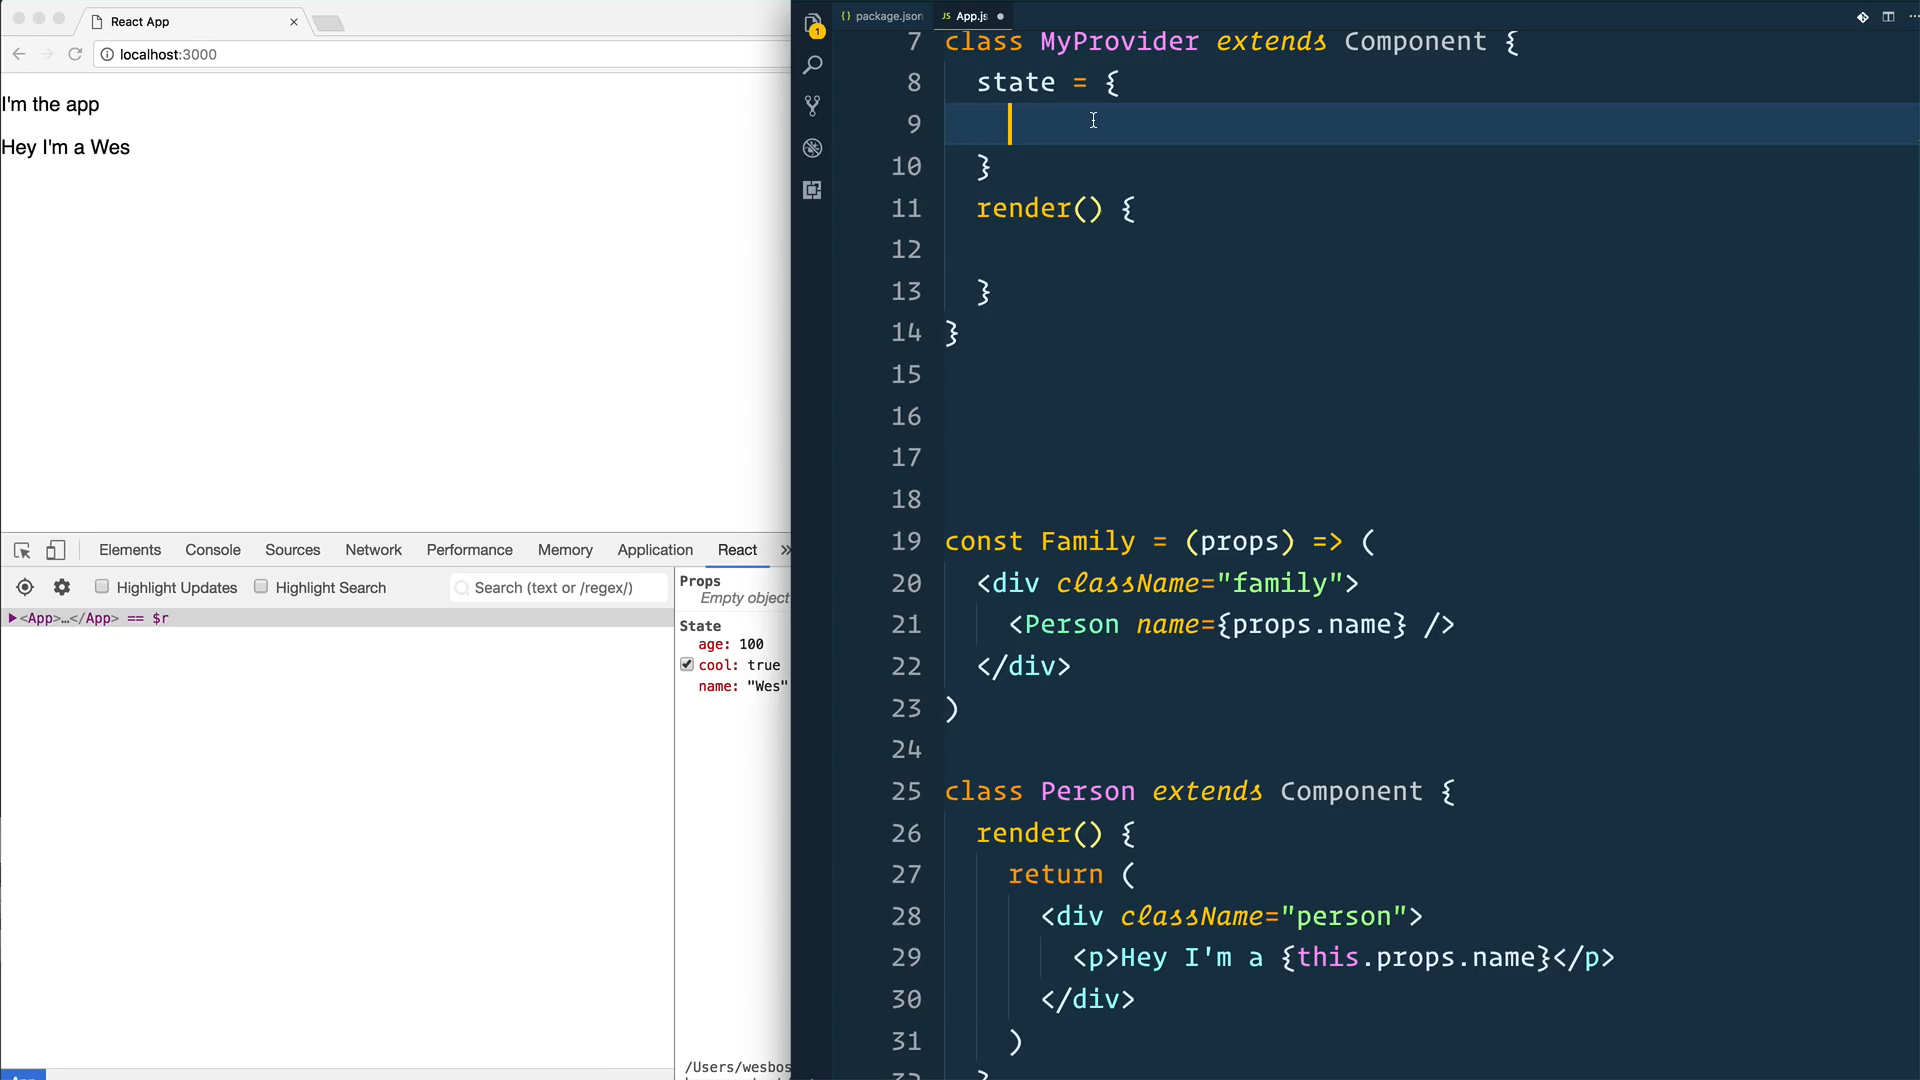 React App
localhost:3000
I'm the app
Hey I'm a Wes
Elements Console Sources Network Performance Memory Application React »
Highlight Updates Highlight Search Search (text or /regex/)
<App>…</App> == $r
Props
Empty object
State
age: 100
cool: true
name: "Wes"
/Users/wesbos
{} package.json JS App.js
1
7 class MyProvider extends Component {
8 state = {
9
10 }
11 render() {
12
13 }
14 }
15
16
17
18
19 const Family = (props) => (
20 <div className="family">
21 <Person name={props.name} />
22 </div>
23 )
24
25 class Person extends Component {
26 render() {
27 return (
28 <div className="person">
29 <p>Hey I'm a {this.props.name}</p>
30 </div>
31 )
32 }